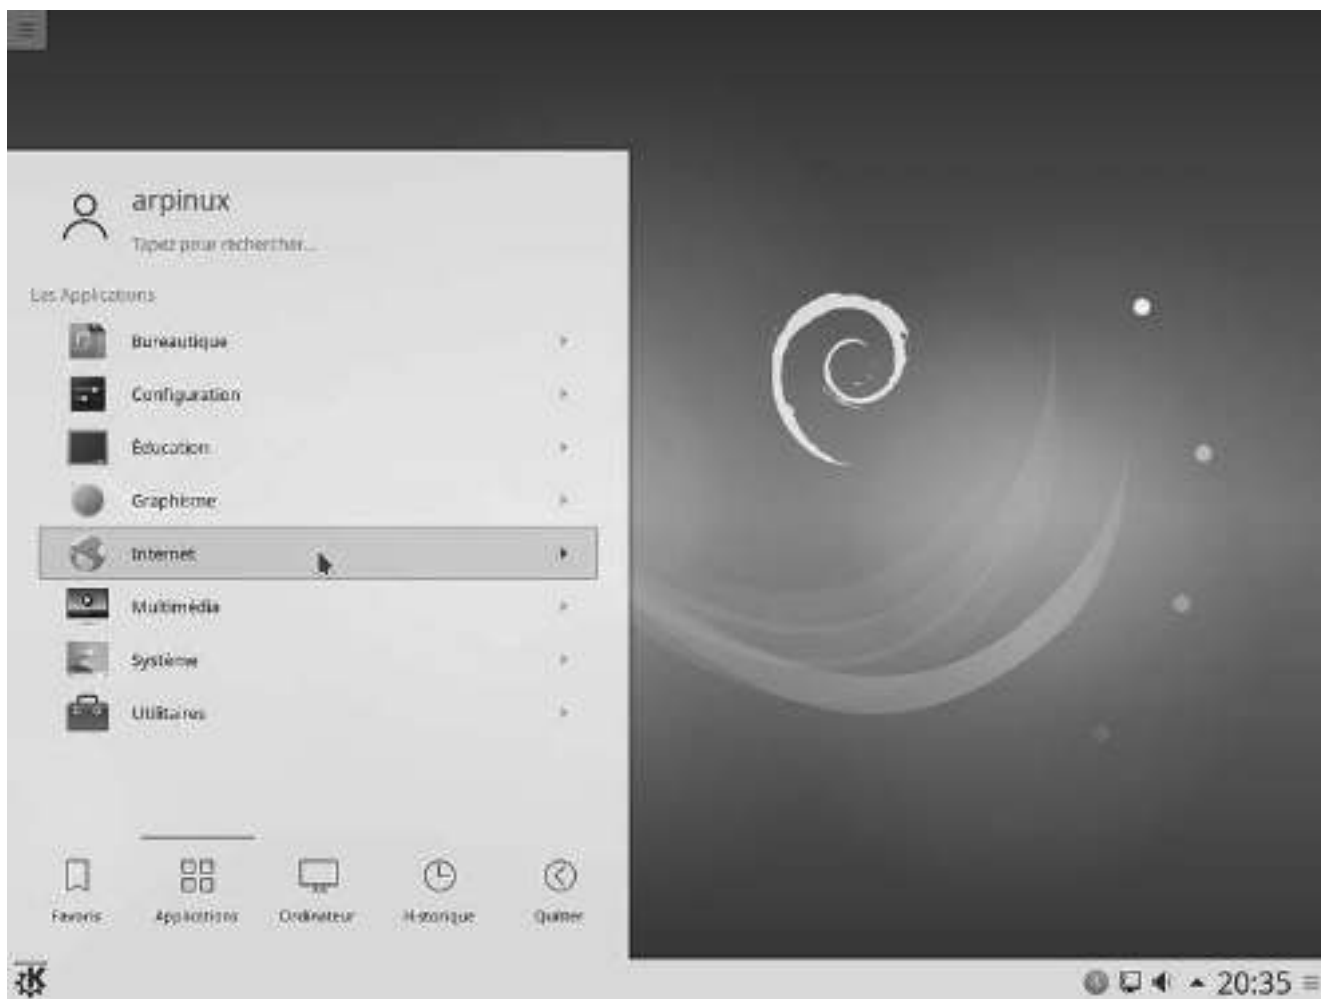 arpinux
Tapez pour rechercher...
Les Applications
Bureautique
Configuration
Éducation
Graphisme
Internet
Multimédia
Système
Utilitaires
Favoris Applications Ordinateur Historique Quitter
20:35